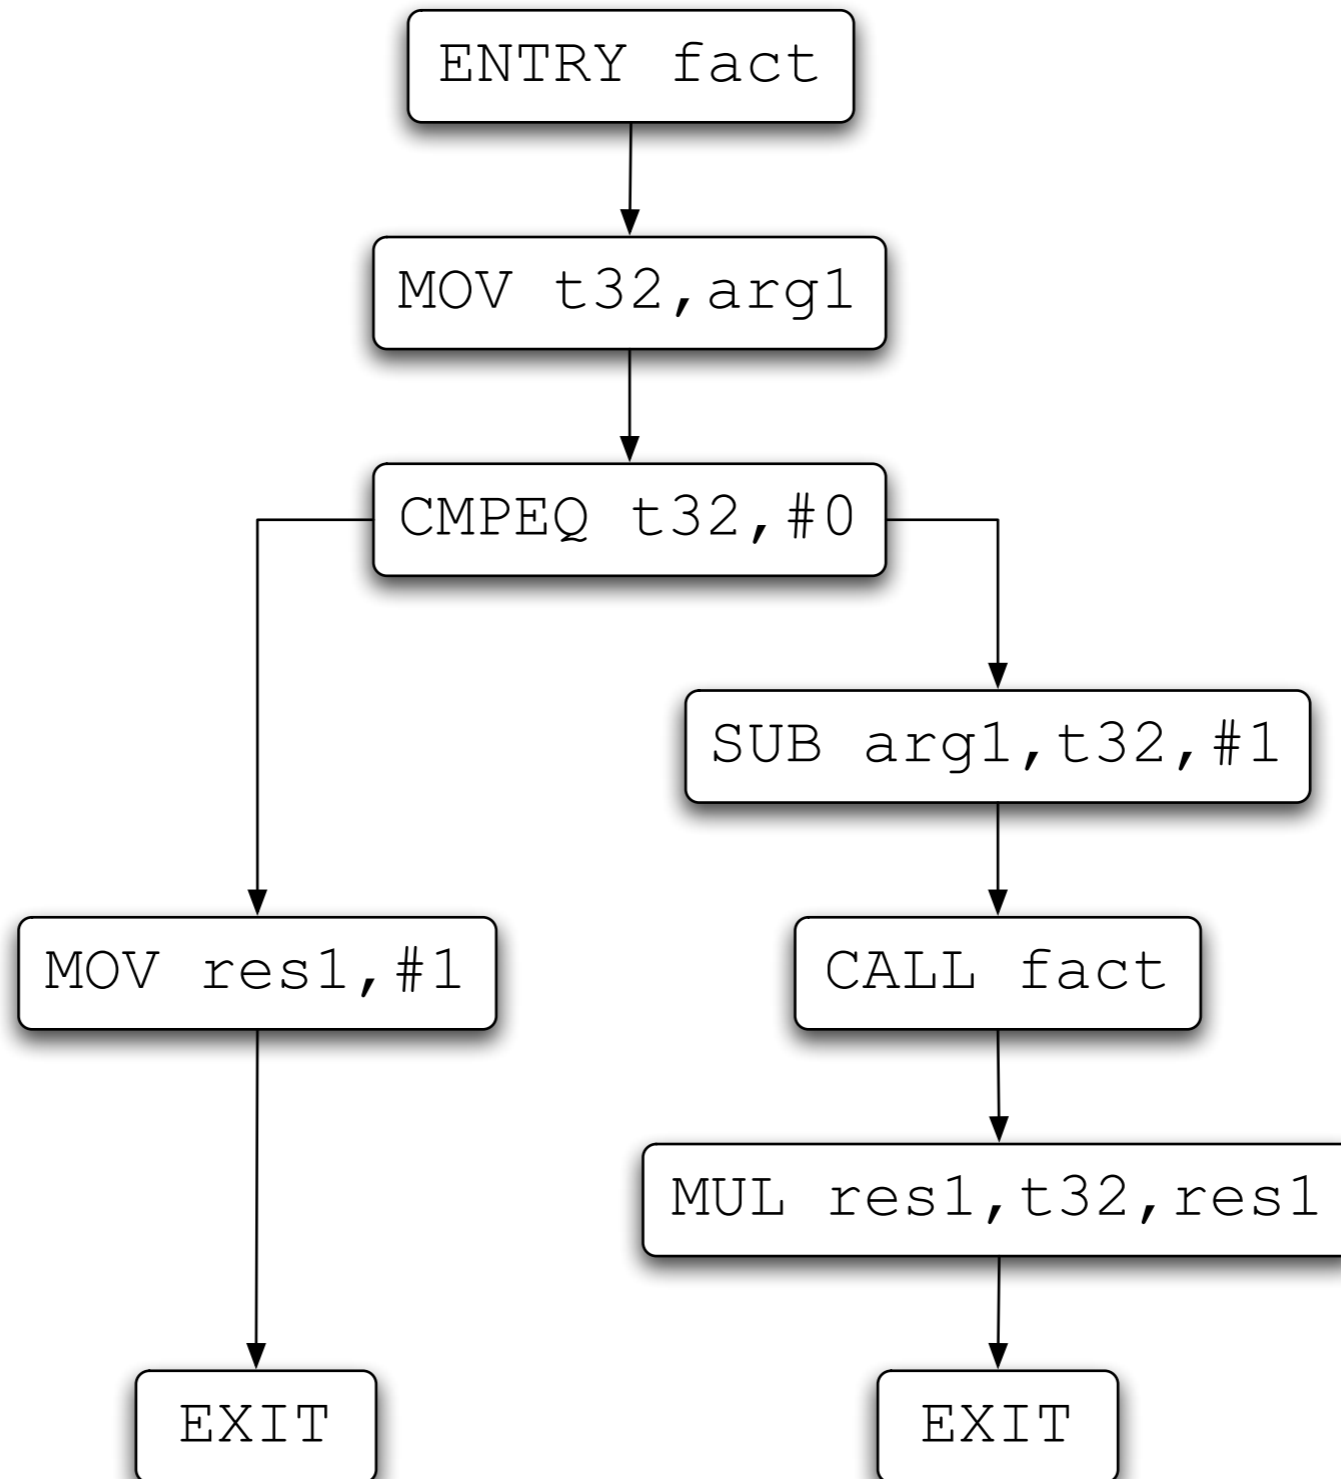 ENTRY fact
MOV t32,arg1
CMPEQ t32,#0
SUB arg1,t32,#1
MOV res1,#1
CALL fact
MUL res1,t32,res1
EXIT
EXIT